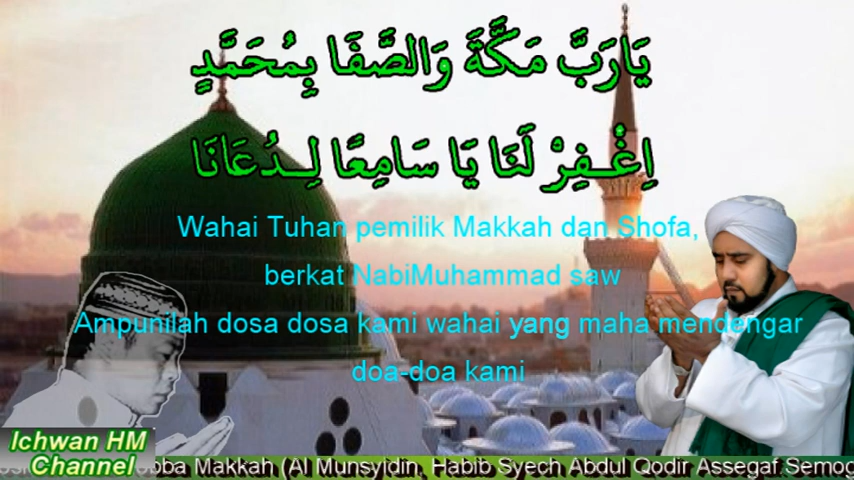 يَارَبَّ مَكَّةَ وَالصَّفَا بِمُحَمَّدٍ
اِغْفِرْ لَنَا يَا سَامِعًا لِدُعَانَا
Wahai Tuhan pemilik Makkah dan Shofa,
berkat NabiMuhammad saw
Ampunilah dosa dosa kami wahai yang maha mendengar
doa-doa kami
Ichwan HM
Channel
obba Makkah (Al Munsyidin, Habib Syech Abdul Qodir Assegaf Semog